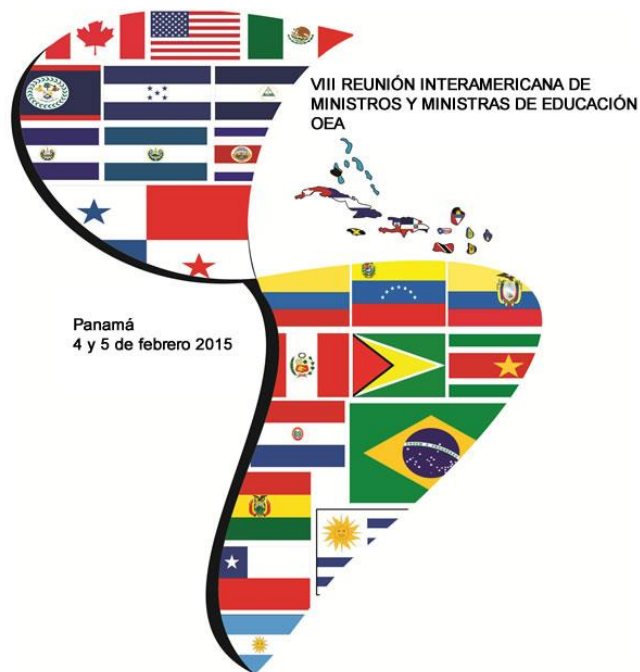 VIII REUNIÓN INTERAMERICANA DE
MINISTROS Y MINISTRAS DE EDUCACIÓN
OEA
Panamá
4 y 5 de febrero 2015